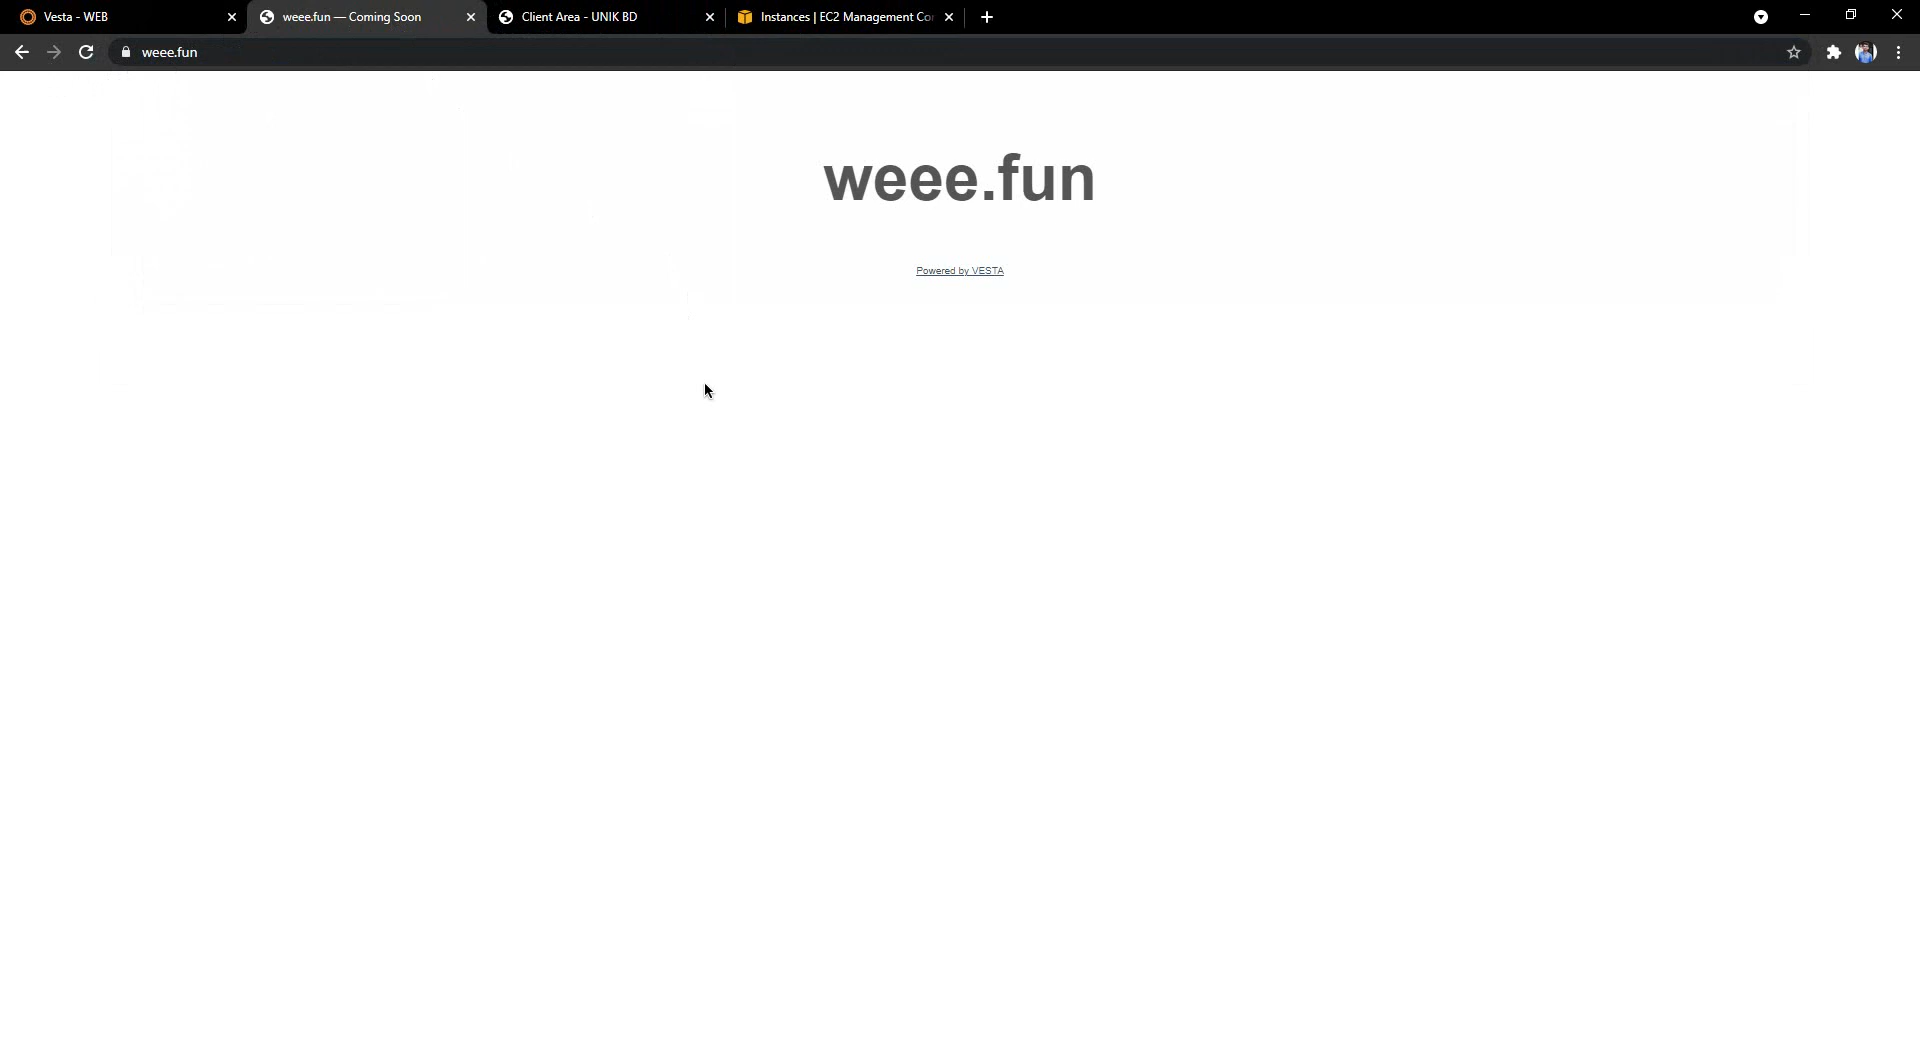 Vesta - WEB
weee.fun — Coming Soon
Client Area - UNIK BD
Instances | EC2 Management Co
weee.fun
weee.fun
Powered by VESTA